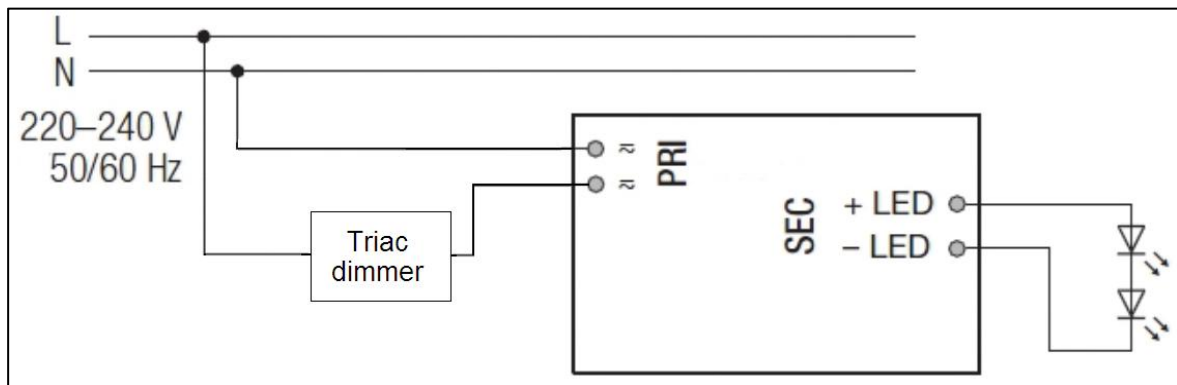 L
N
220–240 V
50/60 Hz
Triac
dimmer
≈
≈
PRI
SEC
+ LED
– LED